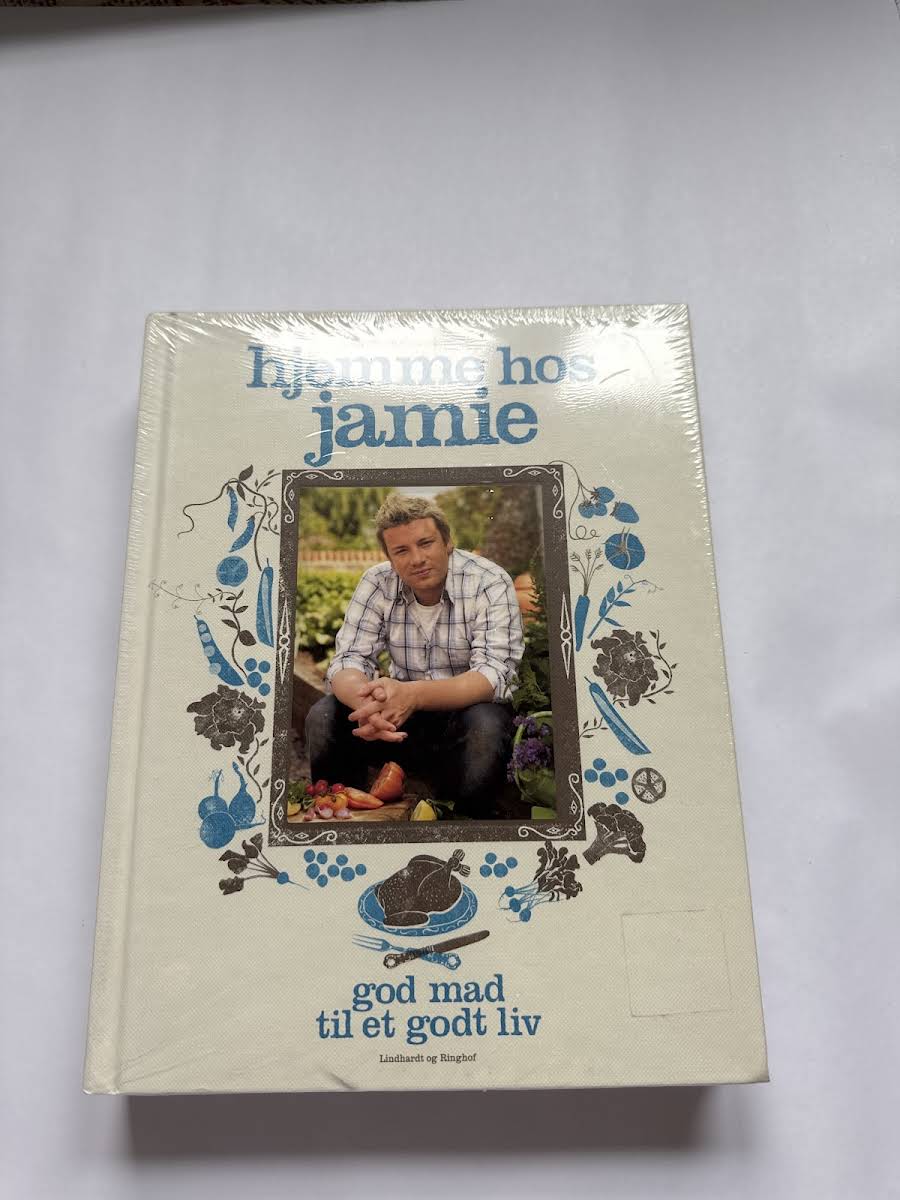 hjemme hos
jamie
god mad
til et godt liv
Lindhardt og Ringhof